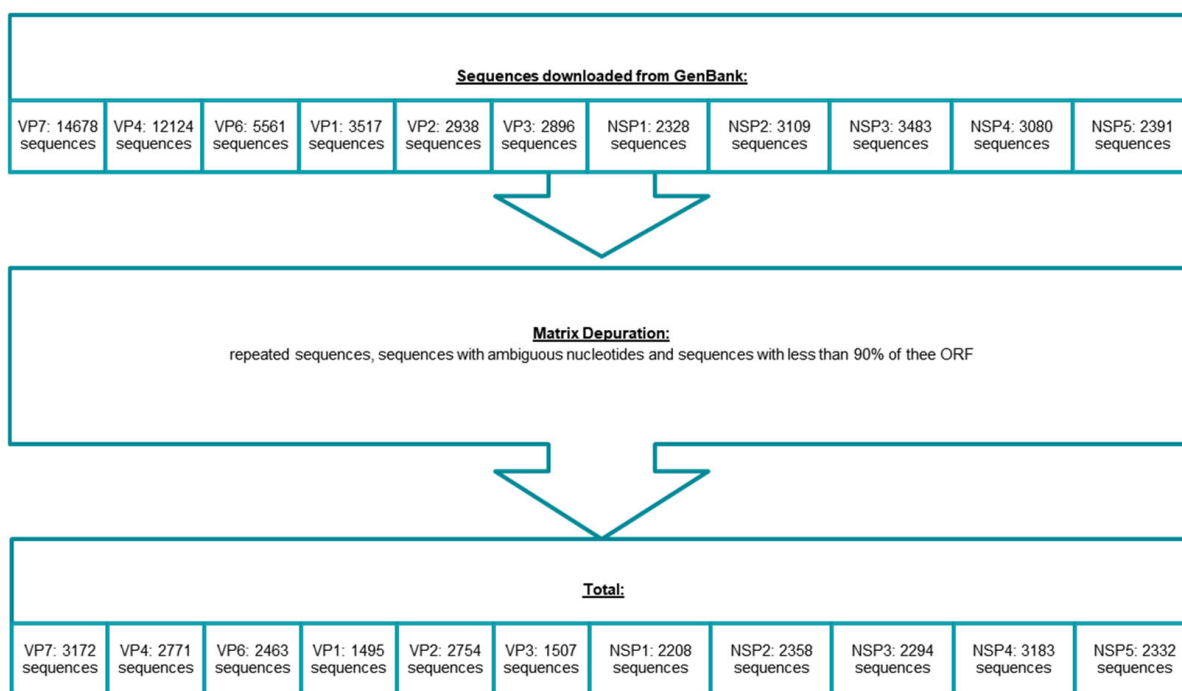 Sequences downloaded from GenBank:
VP7: 14678 sequences
VP4: 12124 sequences
VP6: 5561 sequences
VP1: 3517 sequences
VP2: 2938 sequences
VP3: 2896 sequences
NSP1: 2328 sequences
NSP2: 3109 sequences
NSP3: 3483 sequences
NSP4: 3080 sequences
NSP5: 2391 sequences
Matrix Depuration:
repeated sequences, sequences with ambiguous nucleotides and sequences with less than 90% of thee ORF
Total:
VP7: 3172 sequences
VP4: 2771 sequences
VP6: 2463 sequences
VP1: 1495 sequences
VP2: 2754 sequences
VP3: 1507 sequences
NSP1: 2208 sequences
NSP2: 2358 sequences
NSP3: 2294 sequences
NSP4: 3183 sequences
NSP5: 2332 sequences